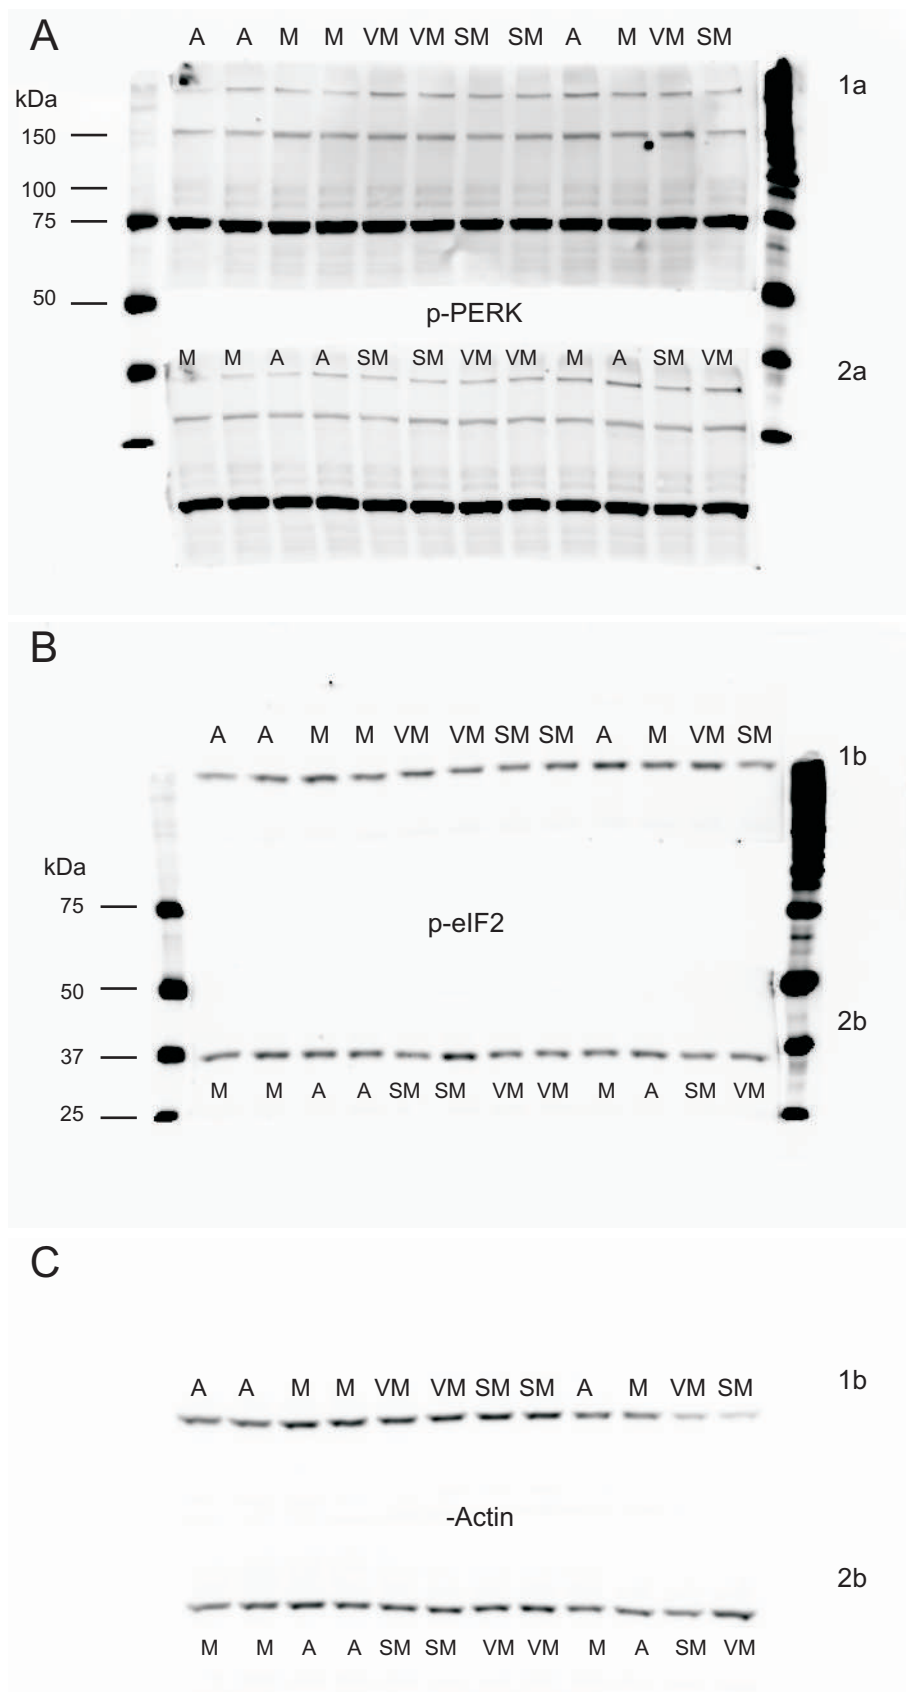 A
A A M M VM VM SM SM A M VM SM
1a
kDa
150
100
75
50
p-PERK
M M A A SM SM VM VM M A SM VM
2a
B
A A M M VM VM SM SM A M VM SM
1b
kDa
75
p-eIF2
50
2b
37
M M A A SM SM VM VM M A SM VM
25
C
1b
A A M M VM VM SM SM A M VM SM
-Actin
2b
M M A A SM SM VM VM M A SM VM